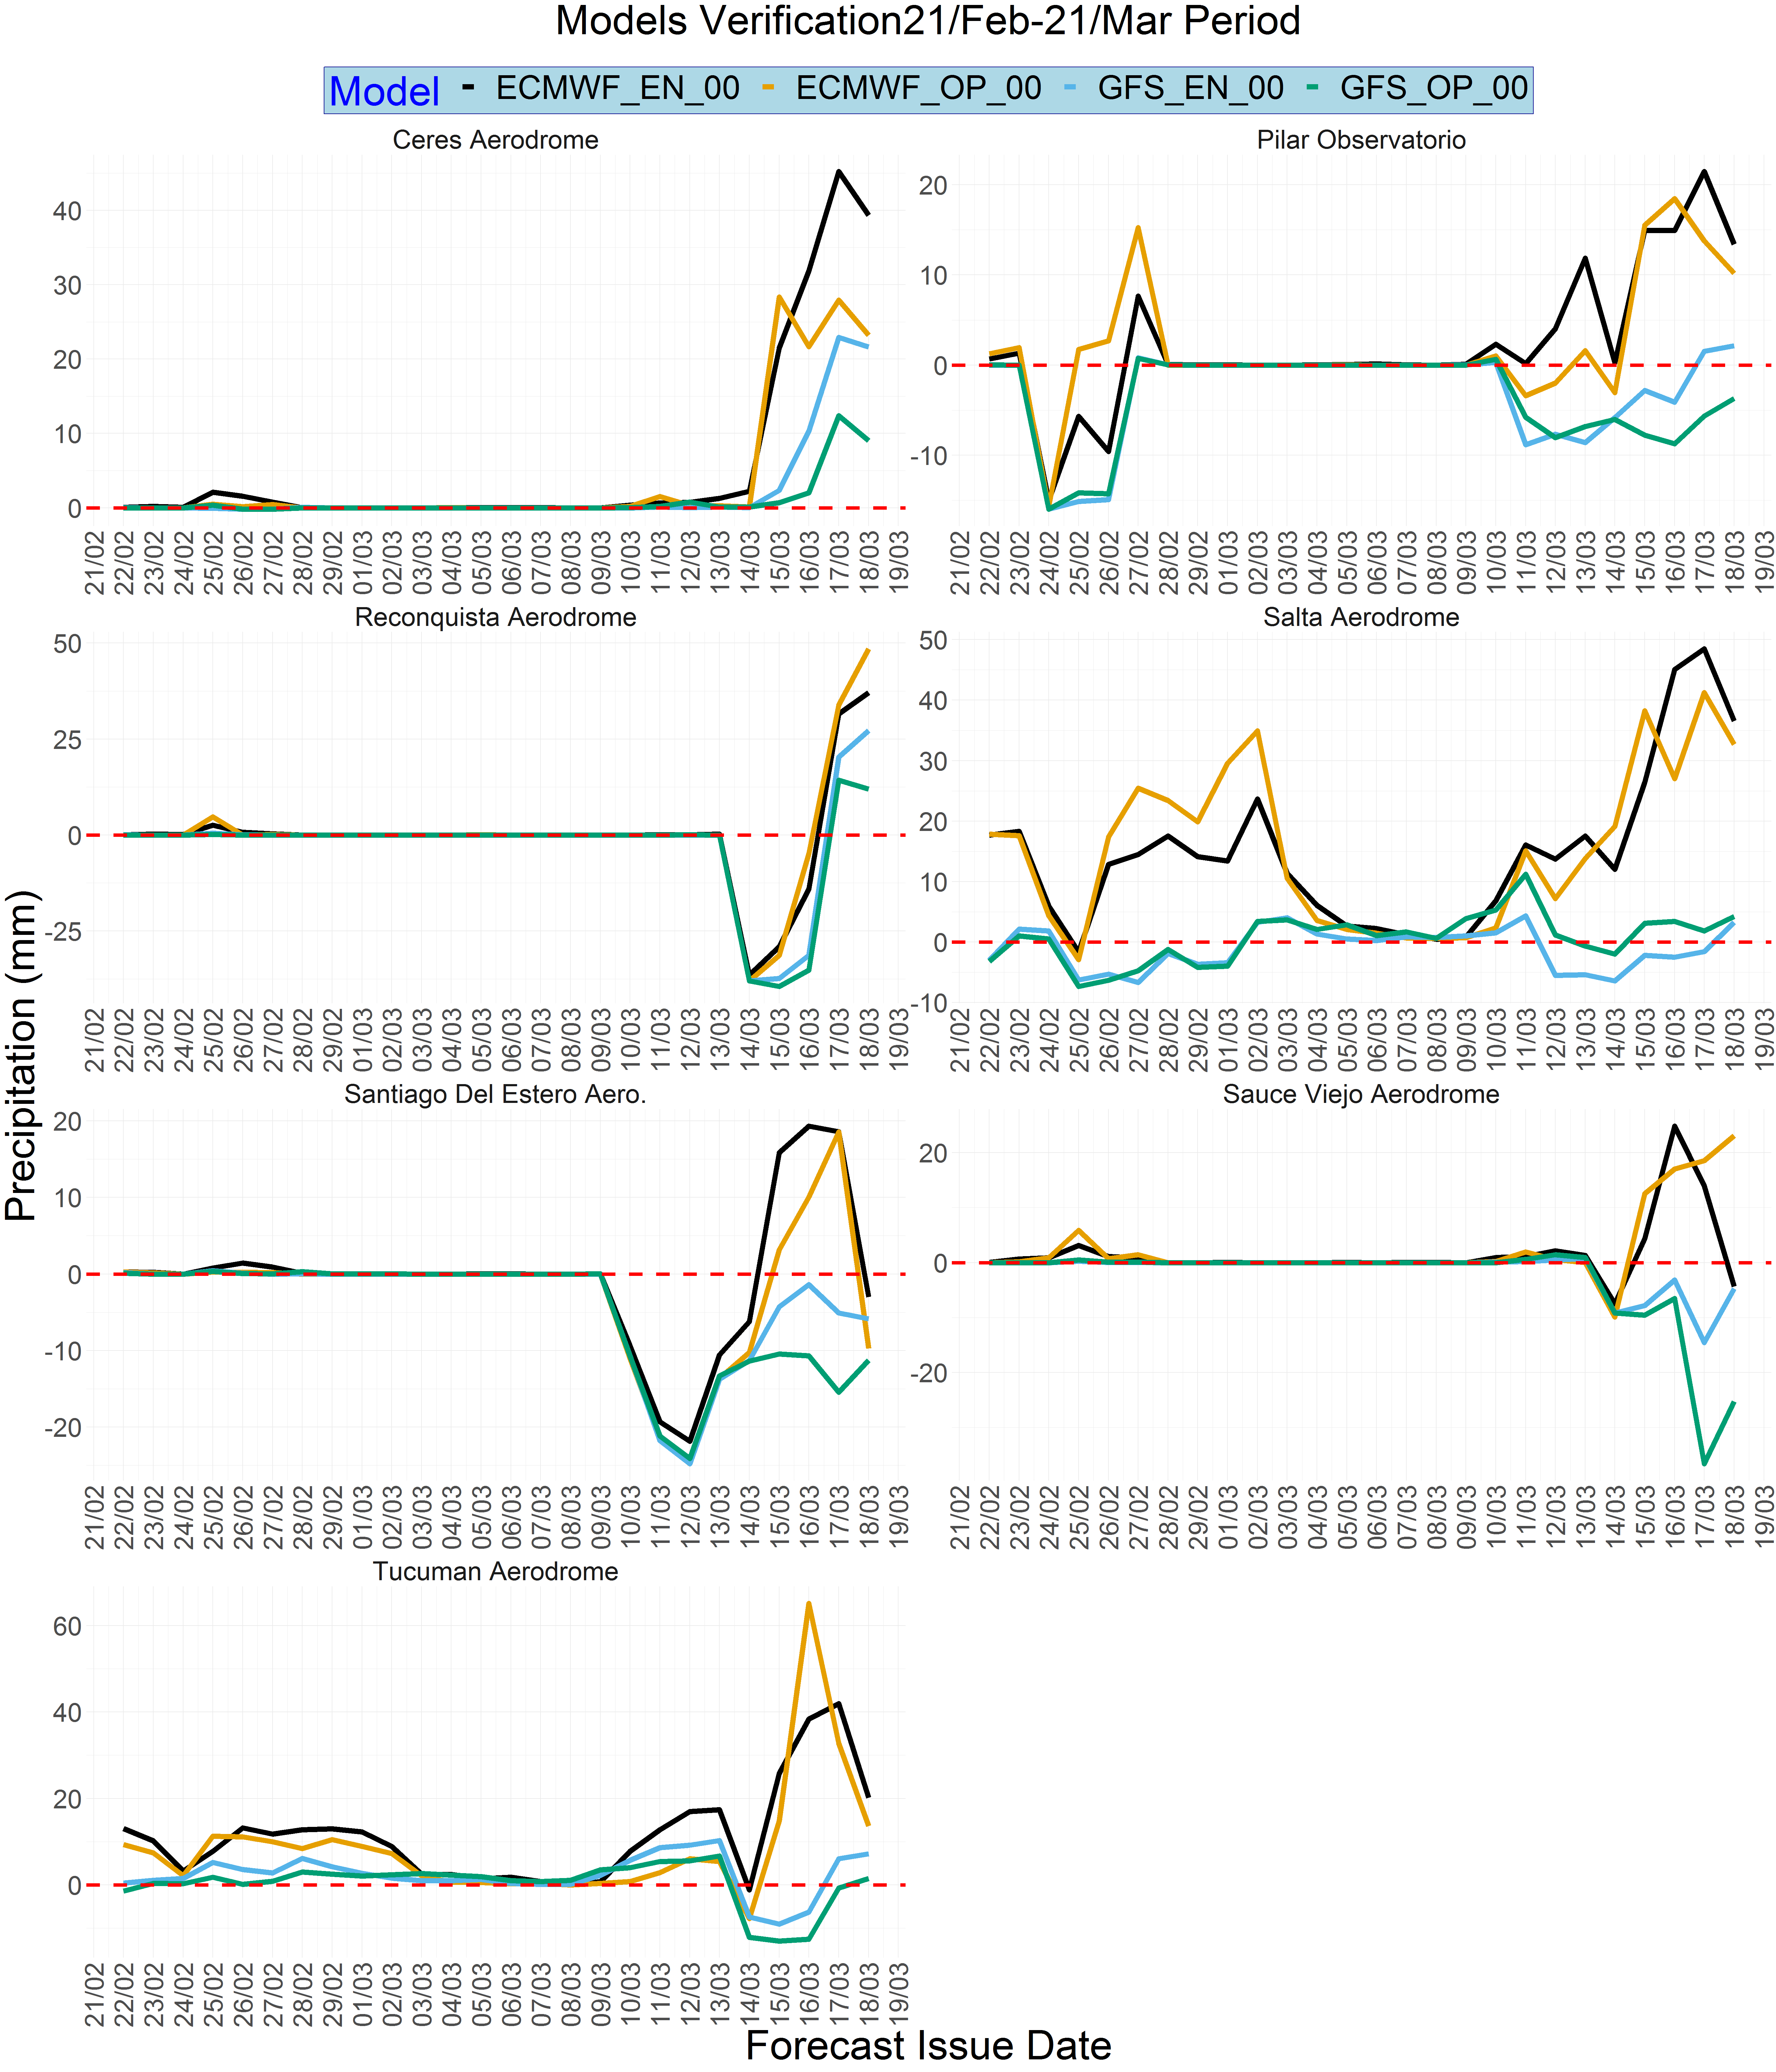 Models Verification21/Feb-21/Mar Period
Model ECMWF_EN_00 ECMWF_OP_00 GFS_EN_00 GFS_OP_00
Precipitation (mm)
Ceres Aerodrome
40
30
20
10
0
21/02 22/02 23/02 24/02 25/02 26/02 27/02 28/02 29/02 01/03 02/03 03/03 04/03 05/03 06/03 07/03 08/03 09/03 10/03 11/03 12/03 13/03 14/03 15/03 16/03 17/03 18/03 19/03
Pilar Observatorio
20
10
0
-10
21/02 22/02 23/02 24/02 25/02 26/02 27/02 28/02 29/02 01/03 02/03 03/03 04/03 05/03 06/03 07/03 08/03 09/03 10/03 11/03 12/03 13/03 14/03 15/03 16/03 17/03 18/03 19/03
Reconquista Aerodrome
50
25
0
-25
21/02 22/02 23/02 24/02 25/02 26/02 27/02 28/02 29/02 01/03 02/03 03/03 04/03 05/03 06/03 07/03 08/03 09/03 10/03 11/03 12/03 13/03 14/03 15/03 16/03 17/03 18/03 19/03
Salta Aerodrome
50
40
30
20
10
0
-10
21/02 22/02 23/02 24/02 25/02 26/02 27/02 28/02 29/02 01/03 02/03 03/03 04/03 05/03 06/03 07/03 08/03 09/03 10/03 11/03 12/03 13/03 14/03 15/03 16/03 17/03 18/03 19/03
Santiago Del Estero Aero.
20
10
0
-10
-20
21/02 22/02 23/02 24/02 25/02 26/02 27/02 28/02 29/02 01/03 02/03 03/03 04/03 05/03 06/03 07/03 08/03 09/03 10/03 11/03 12/03 13/03 14/03 15/03 16/03 17/03 18/03 19/03
Sauce Viejo Aerodrome
20
0
-20
21/02 22/02 23/02 24/02 25/02 26/02 27/02 28/02 29/02 01/03 02/03 03/03 04/03 05/03 06/03 07/03 08/03 09/03 10/03 11/03 12/03 13/03 14/03 15/03 16/03 17/03 18/03 19/03
Tucuman Aerodrome
60
40
20
0
21/02 22/02 23/02 24/02 25/02 26/02 27/02 28/02 29/02 01/03 02/03 03/03 04/03 05/03 06/03 07/03 08/03 09/03 10/03 11/03 12/03 13/03 14/03 15/03 16/03 17/03 18/03 19/03
Forecast Issue Date